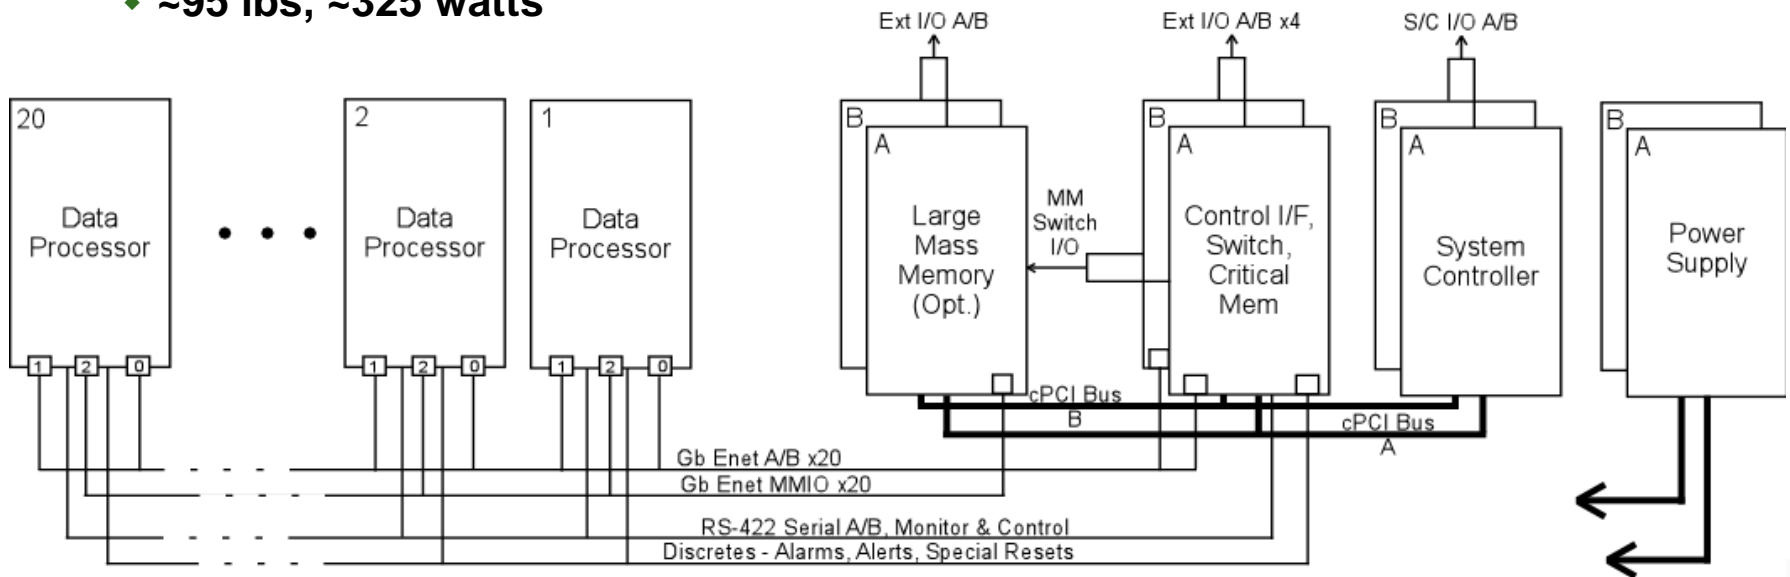 ≈95 lbs, ≈325 watts
Ext I/O A/B
Ext I/O A/B x4
S/C I/O A/B
20
Data
Processor
1
2
0
2
Data
Processor
1
2
0
1
Data
Processor
1
2
0
B
A
Large
Mass
Memory
(Opt.)
MM
Switch
I/O
B
A
Control I/F,
Switch,
Critical
Mem
B
A
System
Controller
B
A
Power
Supply
cPCI Bus
B
cPCI Bus
A
Gb Enet A/B x20
Gb Enet MMIO x20
RS-422 Serial A/B, Monitor & Control
Discretes - Alarms, Alerts, Special Resets